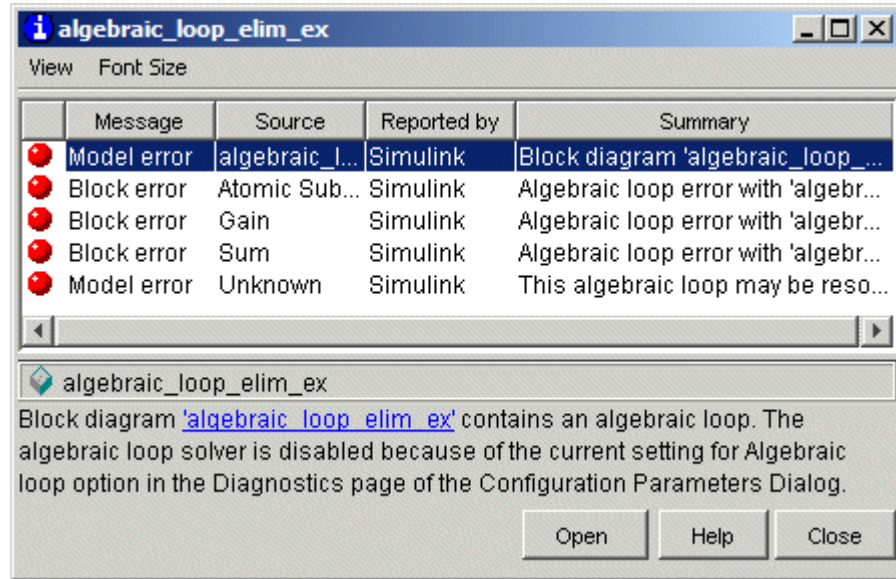 algebraic_loop_elim_ex
View Font Size
Message Source Reported by Summary
Model error algebraic_l... Simulink Block diagram 'algebraic_loop_...
Block error Atomic Sub... Simulink Algebraic loop error with 'algebr...
Block error Gain Simulink Algebraic loop error with 'algebr...
Block error Sum Simulink Algebraic loop error with 'algebr...
Model error Unknown Simulink This algebraic loop may be reso...
algebraic_loop_elim_ex
Block diagram 'algebraic_loop_elim_ex' contains an algebraic loop. The
algebraic loop solver is disabled because of the current setting for Algebraic
loop option in the Diagnostics page of the Configuration Parameters Dialog.
Open Help Close